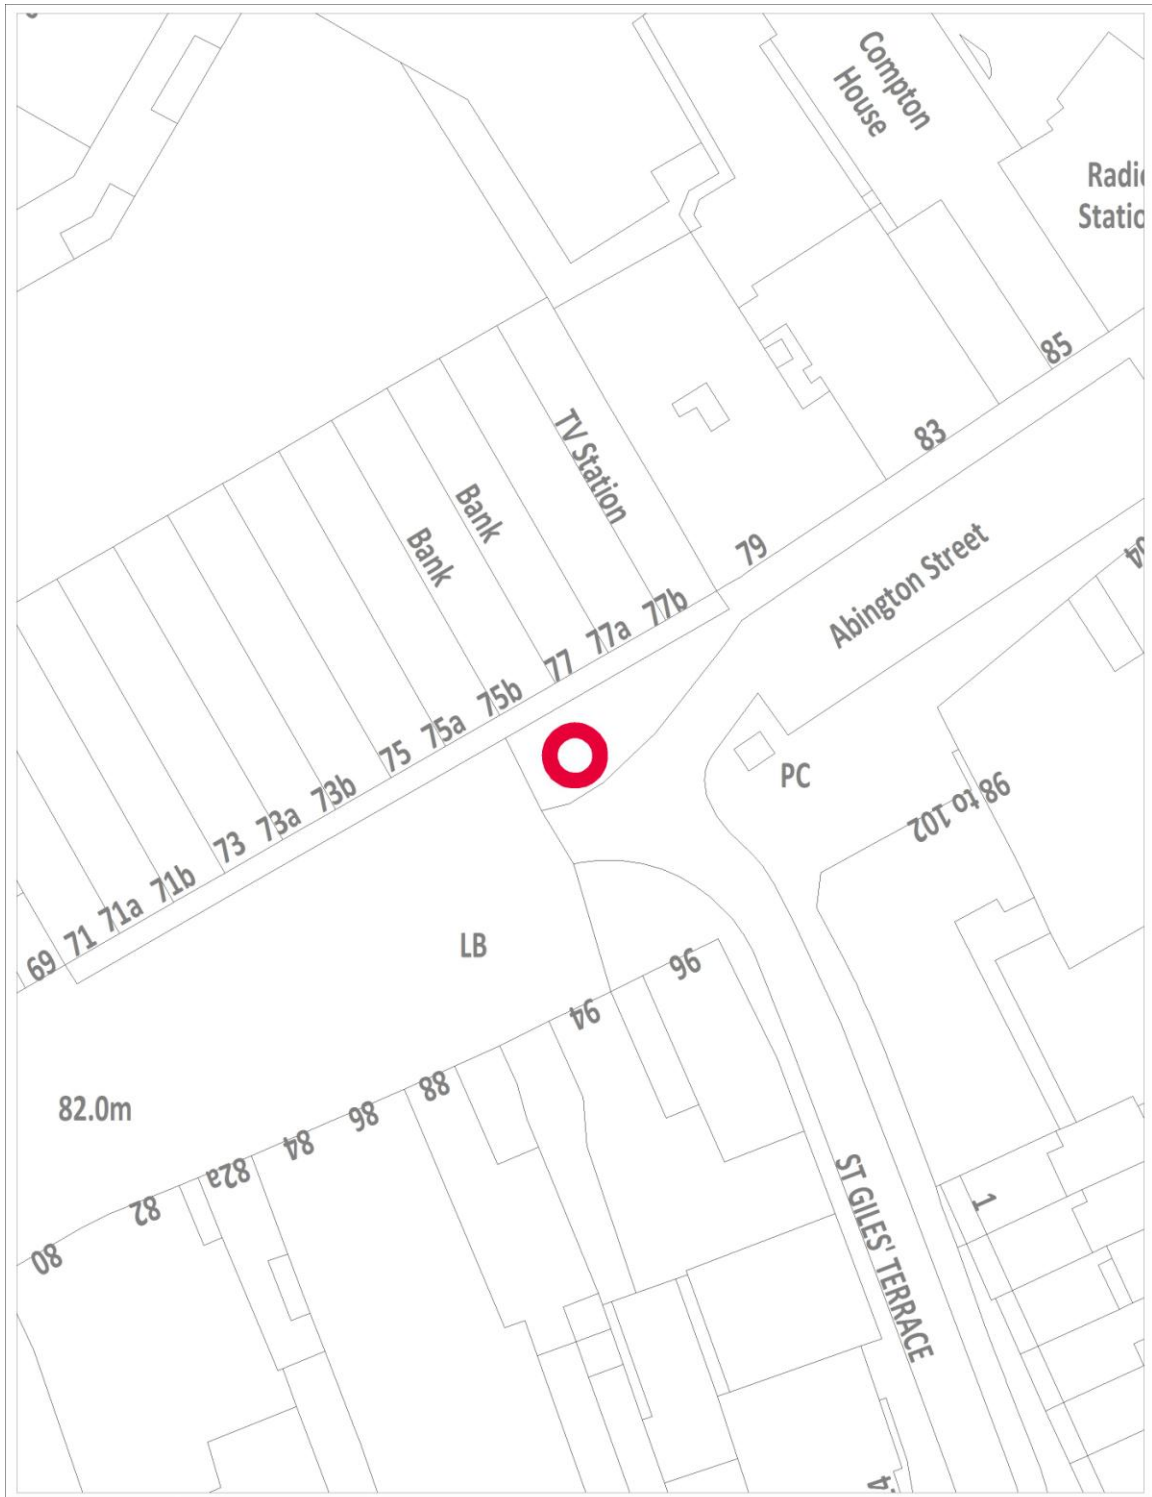 Compton
House
Radio
Statio
85
83
TV Station
Bank
Bank
79
Abington Street
77b
77a
77
75b
75a
75
73b
73a
73
71b
71a
71
69
PC
98 to 102
LB
96
94
88
86
84
82a
82
80
82.0m
ST GILES' TERRACE
1